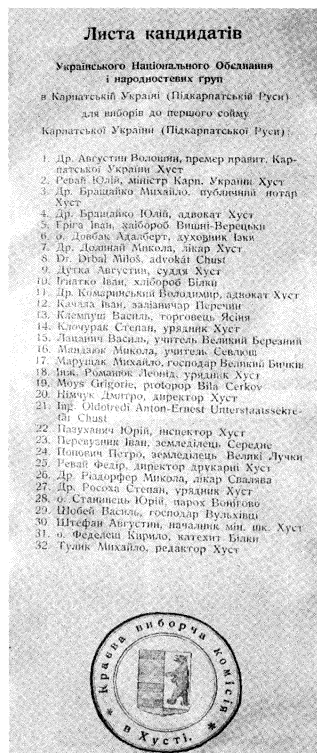 Листа кандидатів
Українського Національного Обєднання
і народностевих груп
в Карпатській Україні (Підкарпатській Руси)
для виборів до першого сойму
Карпатської України (Підкарпатської Руси):
1. Др. Августин Волошин, премєр правит. Кар-
патської України Хуст
2. Ревай Юлій, міністр Карп. України Хуст
3. Др. Бращайко Михайло, публичний нотар
Хуст
4. Др. Бращайко Юлій, адвокат Хуст
5. Гріга Іван, хлібороб Вишні-Верецьки
6. о. Довбак Адалберт, духовник Ізки
7. Др. Долинай Микола, лікар Хуст
8. Dr. Drbal Miloš, advokát Chust
9. Дутка Августин, суддя Хуст
10. Ігнатко Іван, хлібороб Білки
11. Др. Комаринський Володимир, адвокат Хуст
12. Качала Іван, залізничар Перечин
13. Клемпуш Василь, торговець Ясіня
14. Клочурак Степан, урядник Хуст
15. Лацанич Василь, учитель Великий Березний
16. Мандзюк Микола, учитель Севлюш
17. Марущак Михайло, господар Великий Бичків
18. Інж. Романюк Леонід, урядник Хуст
19. Moys Grigorie, protopop Bila Cerkov
20. Німчук Дмитро, директор Хуст
21. Ing. Oldofredi Anton-Ernest Unterstaatssekre-
tär Chust
22. Пазуханич Юрій, інспектор Хуст
23. Перевузник Іван, земледілець Середне
24. Попович Петро, земледілець Великі Лучки
25. Ревай Федір, директор друкарні Хуст
26. Др. Різдорфер Микола, лікар Свалява
27. Др. Росоха Степан, урядник Хуст
28. о. Станинець Юрій, парох Вонігово
29. Шобей Василь, господар Вульхівці
30. Штефан Августин, начальник мін. шк. Хуст
31. о. Феделеш Кирило, катехит Білки
32. Тулик Михайло, редактор Хуст
Краєва виборча комісія
в Хусті.